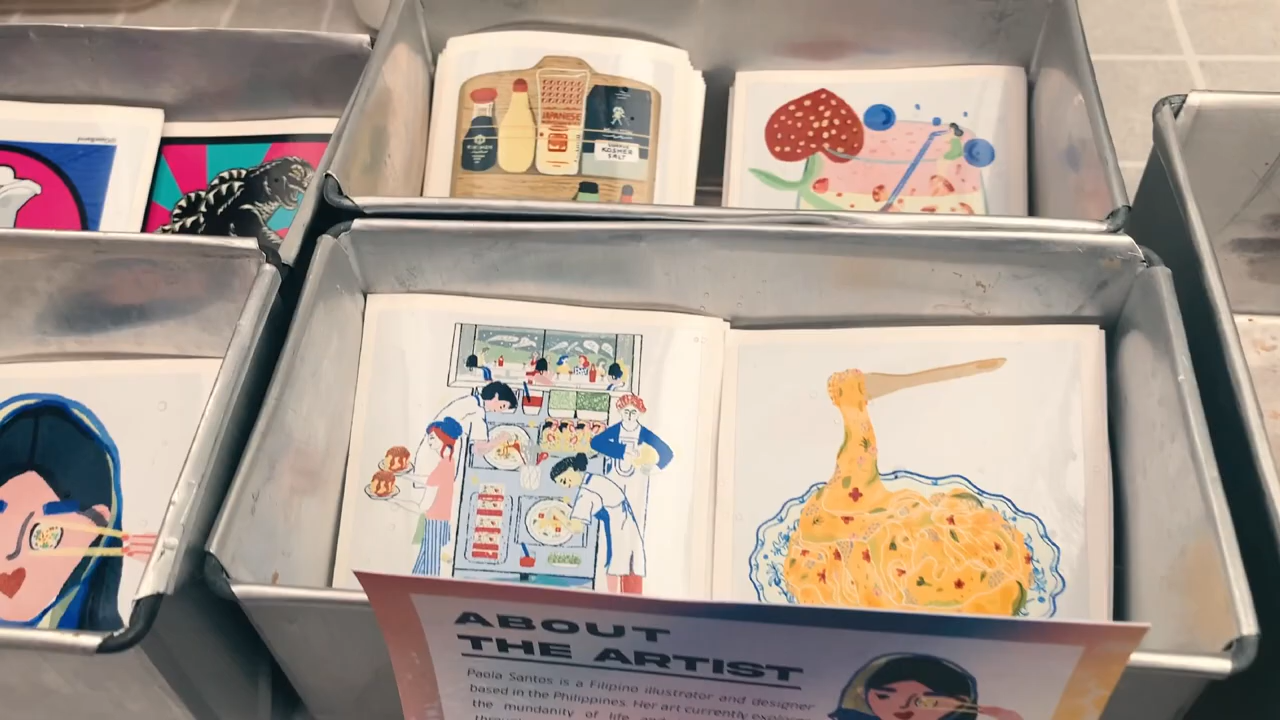 JAPANESE
KOSHER
SALT
ABOUT
THE ARTIST
Paola Santos is a Filipino illustrator and designer
based in the Philippines. Her art currently explores
the mundanity of life and